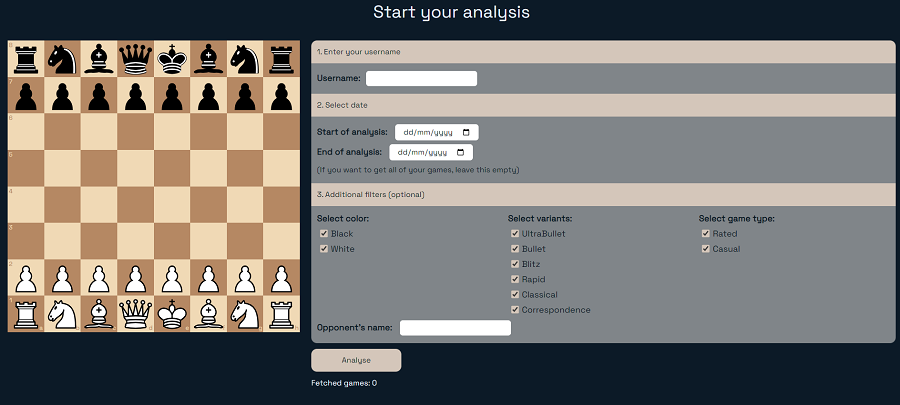 Start your analysis
8
7
6
5
4
3
2
1
1. Enter your username
Username:
2. Select date
Start of analysis: dd/mm/yyyy
End of analysis: dd/mm/yyyy
(If you want to get all of your games, leave this empty)
3. Additional filters (optional)
Select color:
Black
White
Select variants:
UltraBullet
Bullet
Blitz
Rapid
Classical
Correspondence
Select game type:
Rated
Casual
Opponent's name:
Analyse
Fetched games: 0